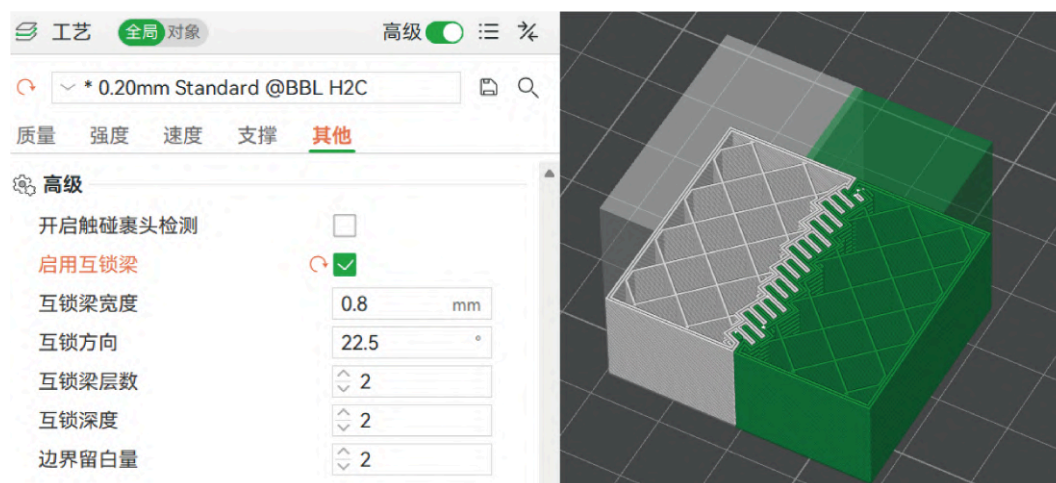 工艺 全局 对象 高级
* 0.20mm Standard @BBL H2C
质量 强度 速度 支撑 其他
高级
开启触碰裹头检测
启用互锁梁
互锁梁宽度 0.8 mm
互锁方向 22.5 °
互锁梁层数 2
互锁深度 2
边界留白量 2